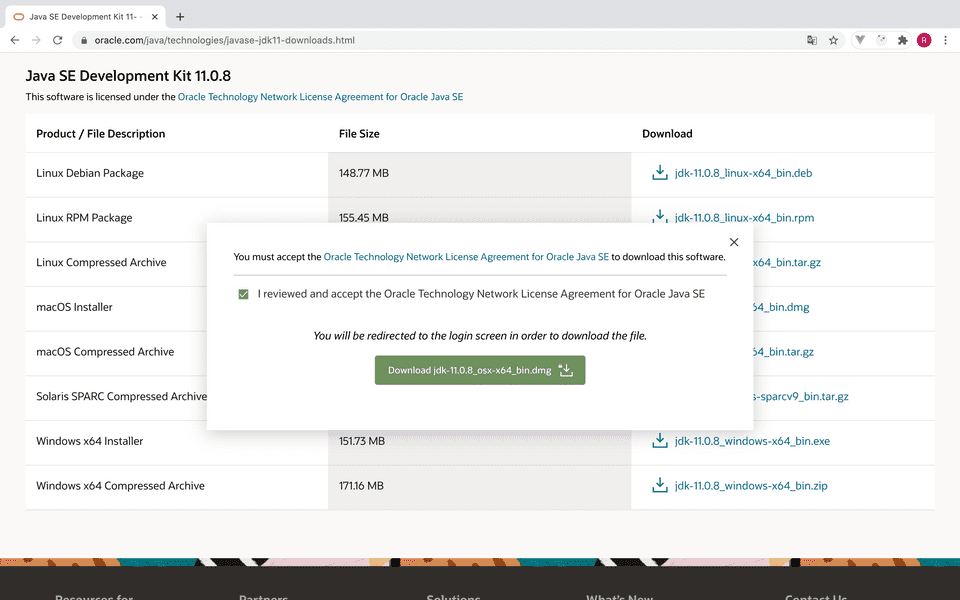 Java SE Development Kit 11-
oracle.com/java/technologies/javase-jdk11-downloads.html
R
Java SE Development Kit 11.0.8
This software is licensed under the Oracle Technology Network License Agreement for Oracle Java SE
Product / File Description File Size Download
Linux Debian Package 148.77 MB jdk-11.0.8_linux-x64_bin.deb
Linux RPM Package 155.45 MB jdk-11.0.8_linux-x64_bin.rpm
You must accept the Oracle Technology Network License Agreement for Oracle Java SE to download this software.
Linux Compressed Archive x64_bin.tar.gz
I reviewed and accept the Oracle Technology Network License Agreement for Oracle Java SE
macOS Installer 64_bin.dmg
You will be redirected to the login screen in order to download the file.
macOS Compressed Archive 64_bin.tar.gz
Download jdk-11.0.8_osx-x64_bin.dmg
Solaris SPARC Compressed Archive s-sparcv9_bin.tar.gz
Windows x64 Installer 151.73 MB jdk-11.0.8_windows-x64_bin.exe
Windows x64 Compressed Archive 171.16 MB jdk-11.0.8_windows-x64_bin.zip
Resources for Partners Solutions What's New Contact Us